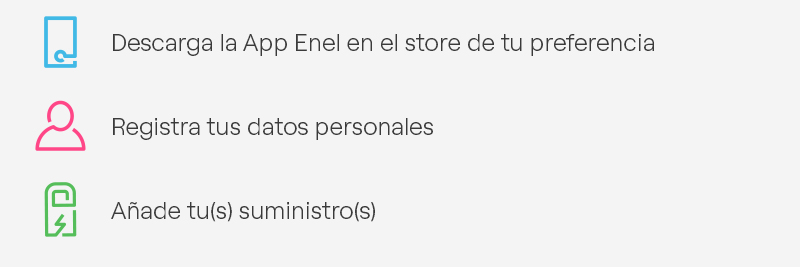 Descarga la App Enel en el store de tu preferencia
Registra tus datos personales
Añade tu(s) suministro(s)